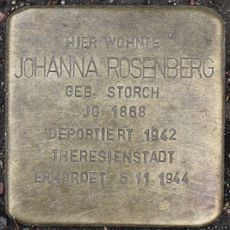 HIER WOHNTE
JOHANNA ROSENBERG
GEB. STORCH
JG. 1868
DEPORTIERT 1942
THERESIENSTADT
ERMORDET 5.11.1944